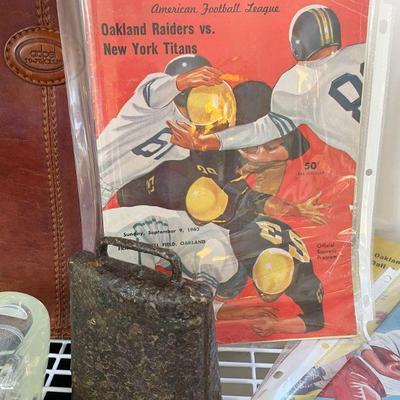 American Football League
Oakland Raiders vs.
New York Titans
50¢
Sunday, September 9, 1962
FIELD, OAKLAND
Official
Souvenir
Program
Oakland